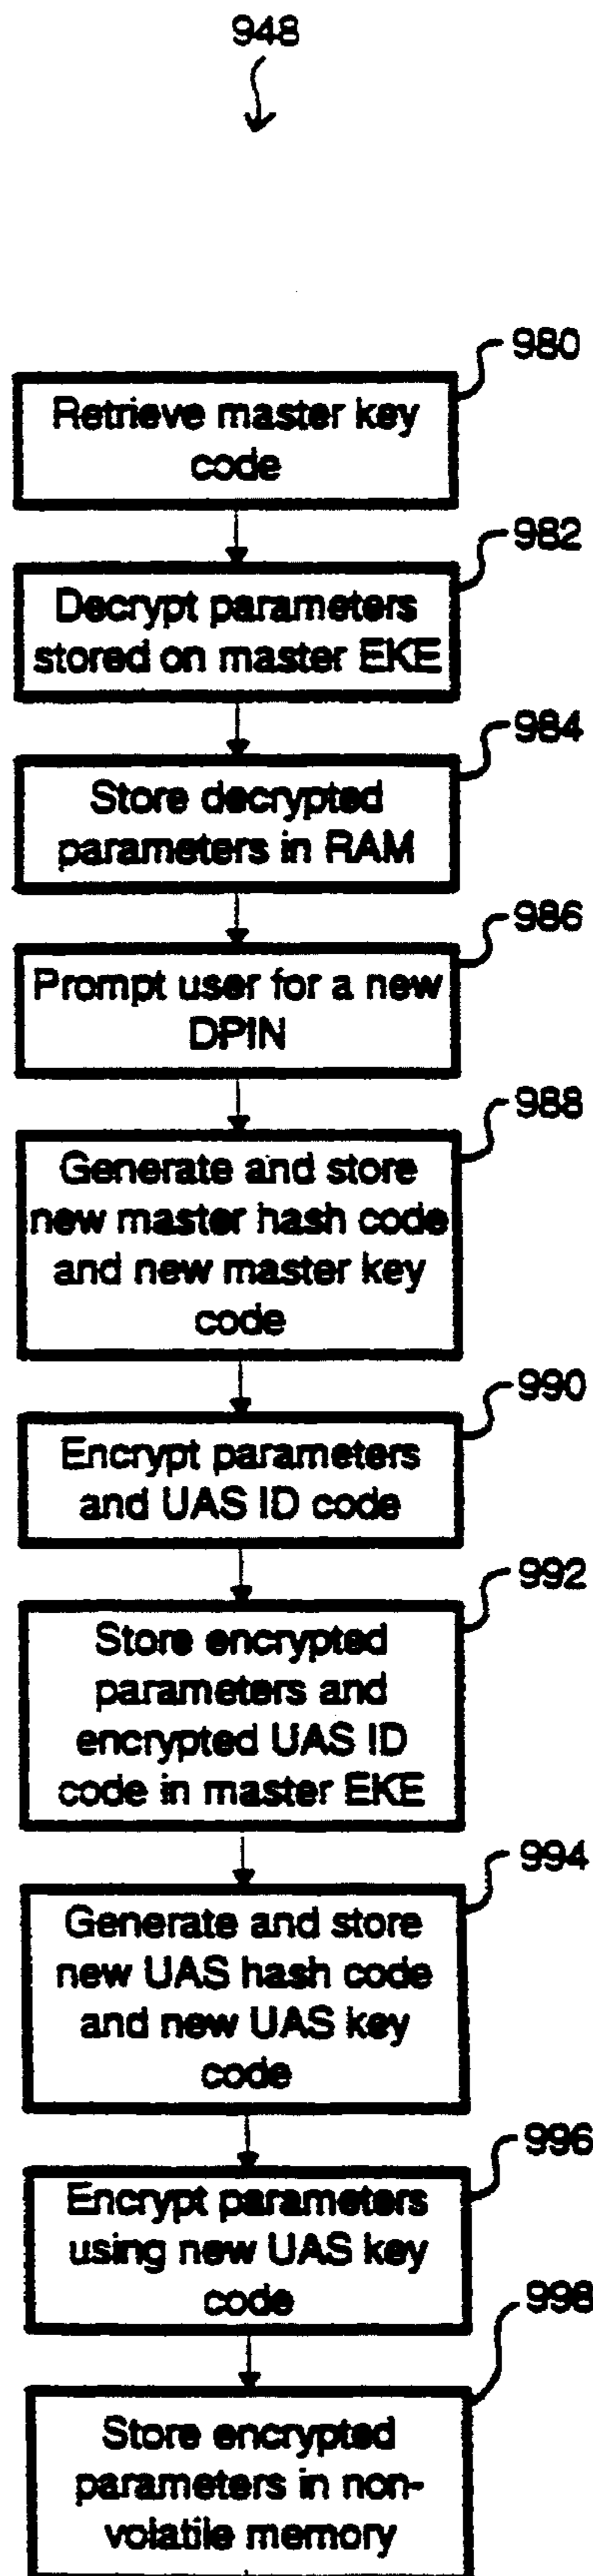 948
980
Retrieve master key
code
982
Decrypt parameters
stored on master EKE
984
Store decrypted
parameters in RAM
986
Prompt user for a new
DPIN
988
Generate and store
new master hash code
and new master key
code
990
Encrypt parameters
and UAS ID code
992
Store encrypted
parameters and
encrypted UAS ID
code in master EKE
994
Generate and store
new UAS hash code
and new UAS key
code
996
Encrypt parameters
using new UAS key
code
998
Store encrypted
parameters in non-
volatile memory